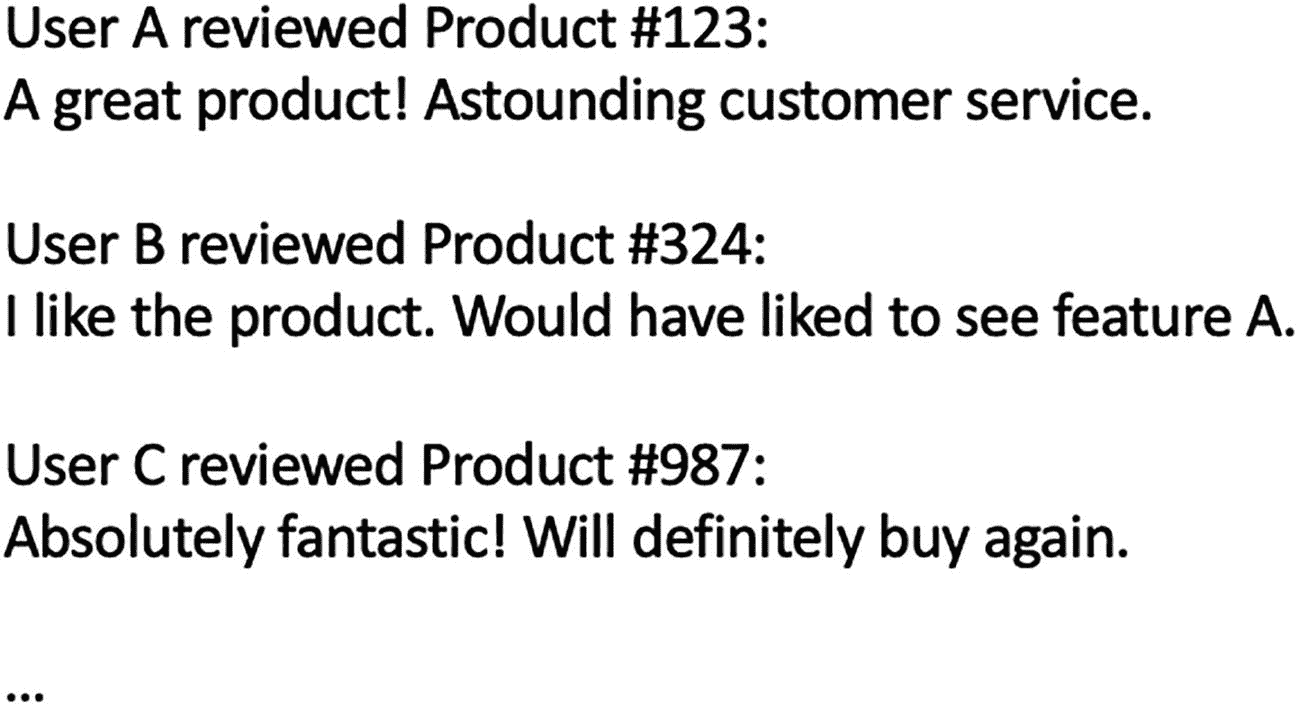 User A reviewed Product #123:
A great product! Astounding customer service.
User B reviewed Product #324:
I like the product. Would have liked to see feature A.
User C reviewed Product #987:
Absolutely fantastic! Will definitely buy again.
...